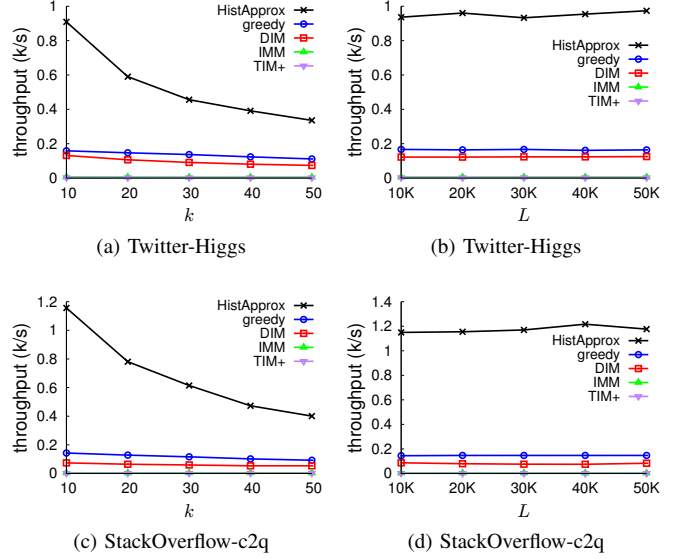 throughput (k/s)
1
0.8
0.6
0.4
0.2
0
10 20 30 40 50
k
HistApprox
greedy
DIM
IMM
TIM+
(a) Twitter-Higgs
throughput (k/s)
1
0.8
0.6
0.4
0.2
0
10K 20K 30K 40K 50K
L
HistApprox
greedy
DIM
IMM
TIM+
(b) Twitter-Higgs
throughput (k/s)
1.2
1
0.8
0.6
0.4
0.2
0
10 20 30 40 50
k
HistApprox
greedy
DIM
IMM
TIM+
(c) StackOverflow-c2q
throughput (k/s)
1.4
1.2
1
0.8
0.6
0.4
0.2
0
10K 20K 30K 40K 50K
L
HistApprox
greedy
DIM
IMM
TIM+
(d) StackOverflow-c2q